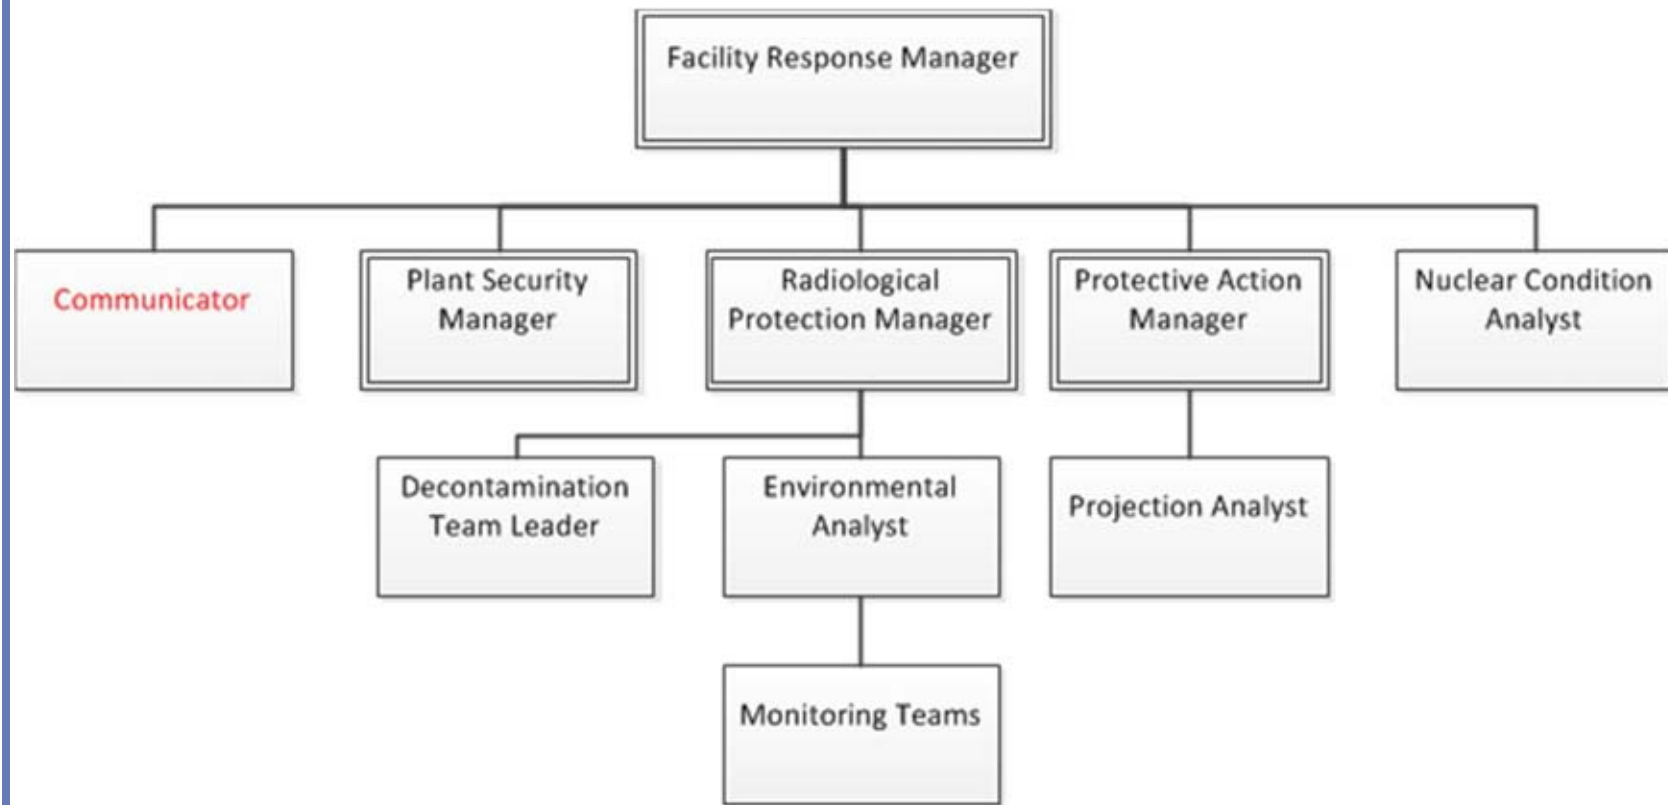 Facility Response Manager
Communicator
Plant Security
Manager
Radiological
Protection Manager
Protective Action
Manager
Nuclear Condition
Analyst
Decontamination
Team Leader
Environmental
Analyst
Projection Analyst
Monitoring Teams